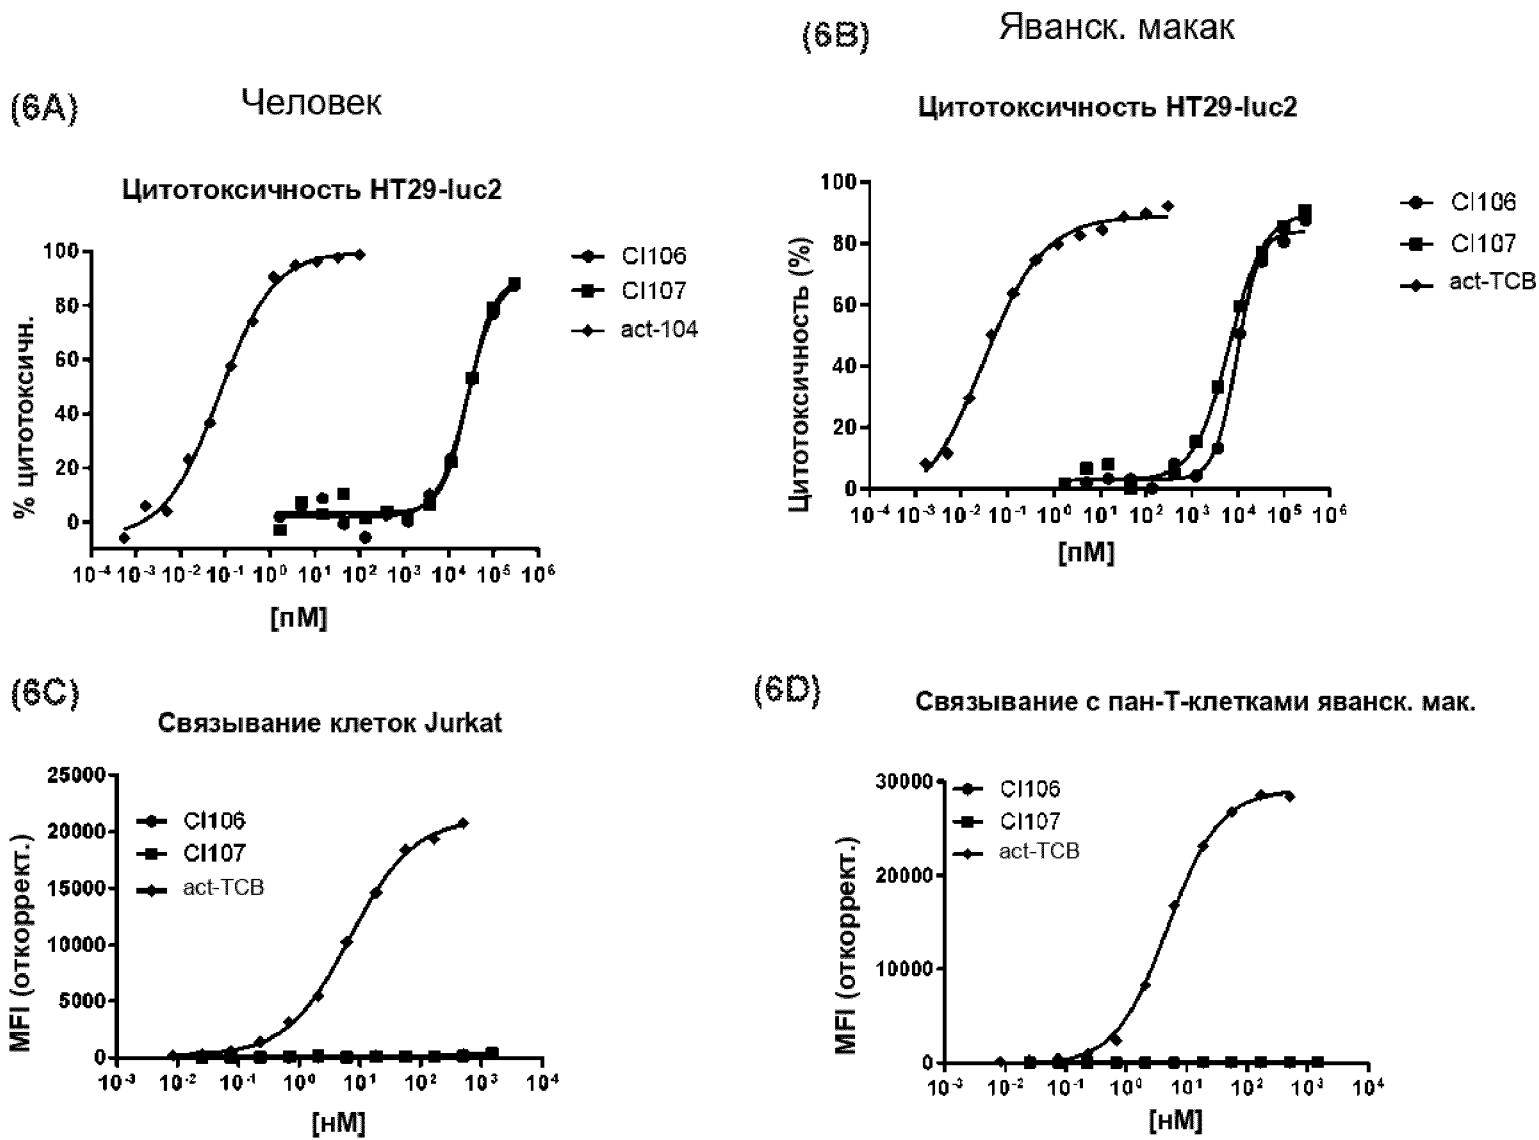 (6A)
Человек
Цитотоксичность HT29-luc2
% цитотоксичн.
100
80
60
40
20
0
10-4 10-3 10-2 10-1 100 101 102 103 104 105 106
[пМ]
CI106
CI107
act-104
(6B)
Яванск. макак
Цитотоксичность HT29-luc2
Цитотоксичность (%)
100
80
60
40
20
0
10-4 10-3 10-2 10-1 100 101 102 103 104 105 106
[пМ]
CI106
CI107
act-TCB
(6C)
Связывание клеток Jurkat
MFI (откоррект.)
25000
20000
15000
10000
5000
0
10-3 10-2 10-1 100 101 102 103 104
[нМ]
CI106
CI107
act-TCB
(6D)
Связывание с пан-Т-клетками яванск. мак.
MFI (откоррект.)
30000
20000
10000
0
10-3 10-2 10-1 100 101 102 103 104
[нМ]
CI106
CI107
act-TCB